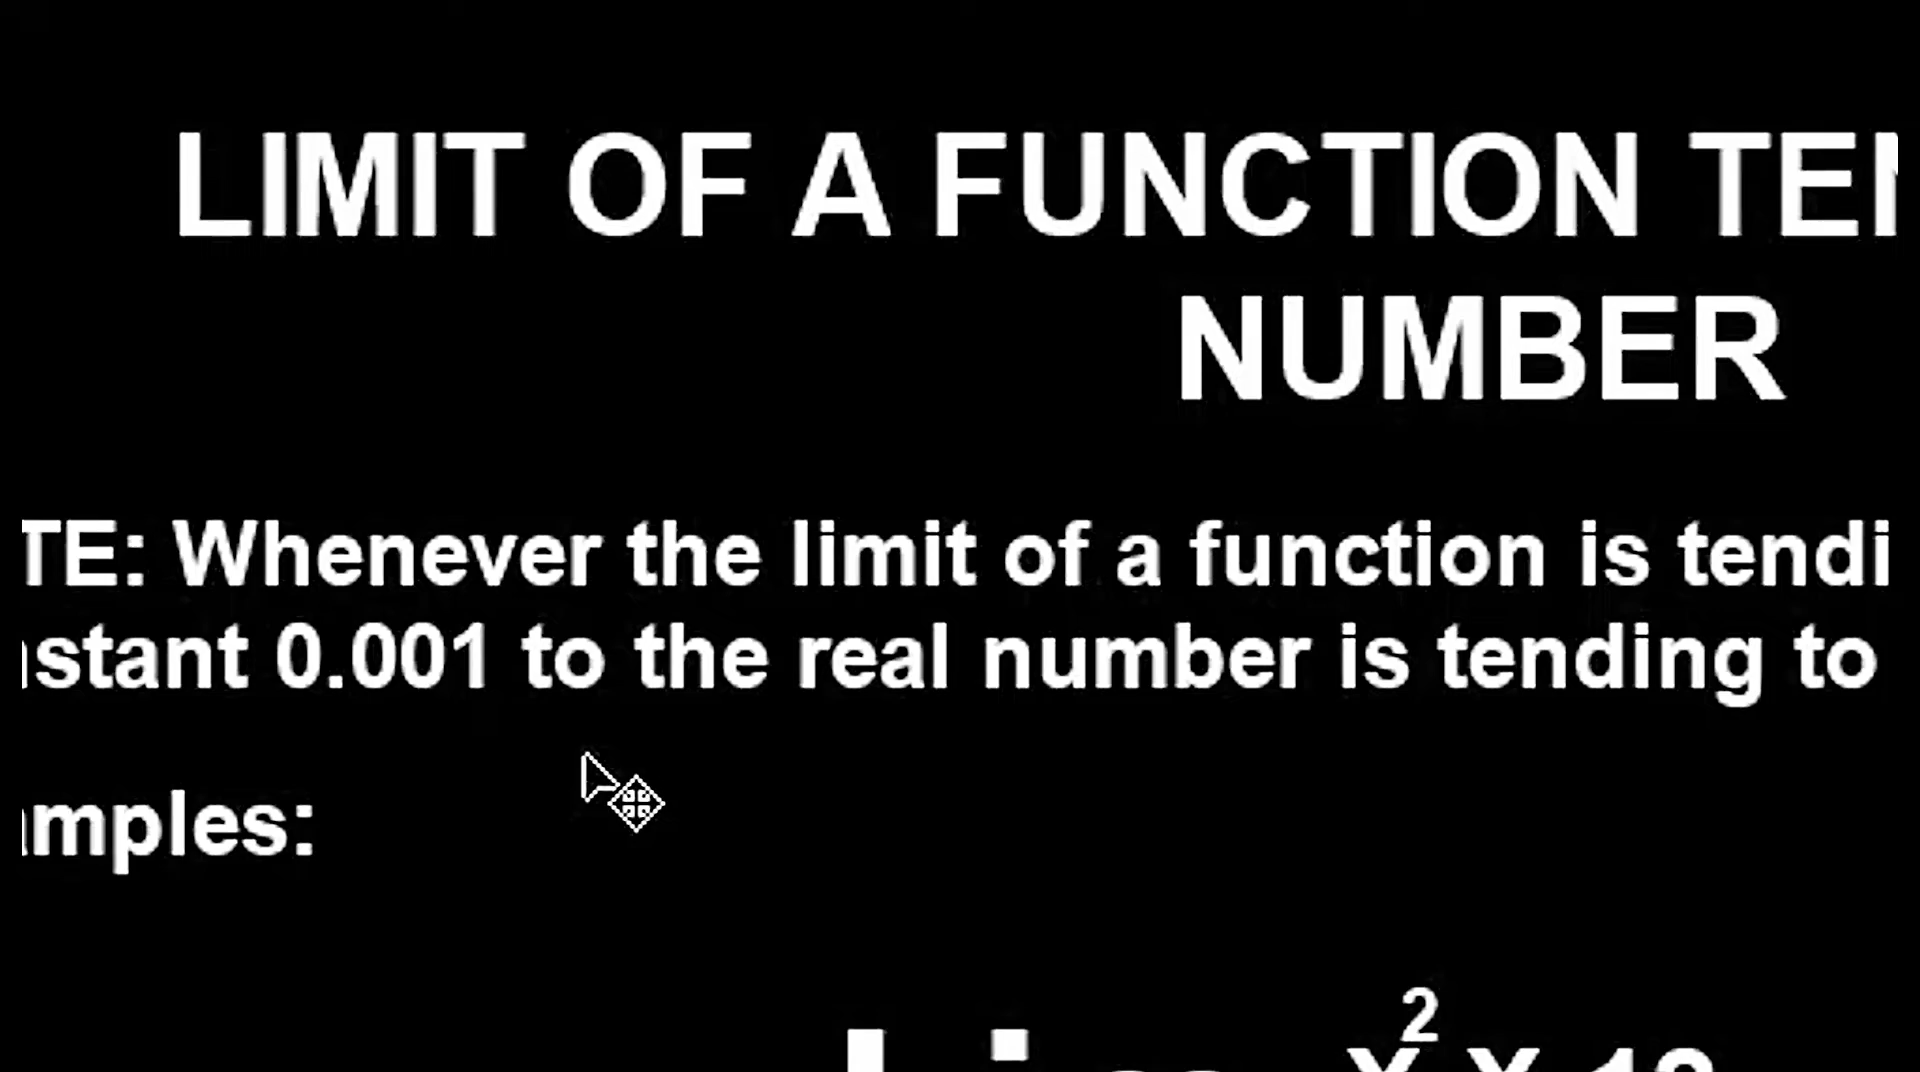 LIMIT OF A FUNCTION TE
NUMBER
TE: Whenever the limit of a function is tendi
stant 0.001 to the real number is tending to
mples: